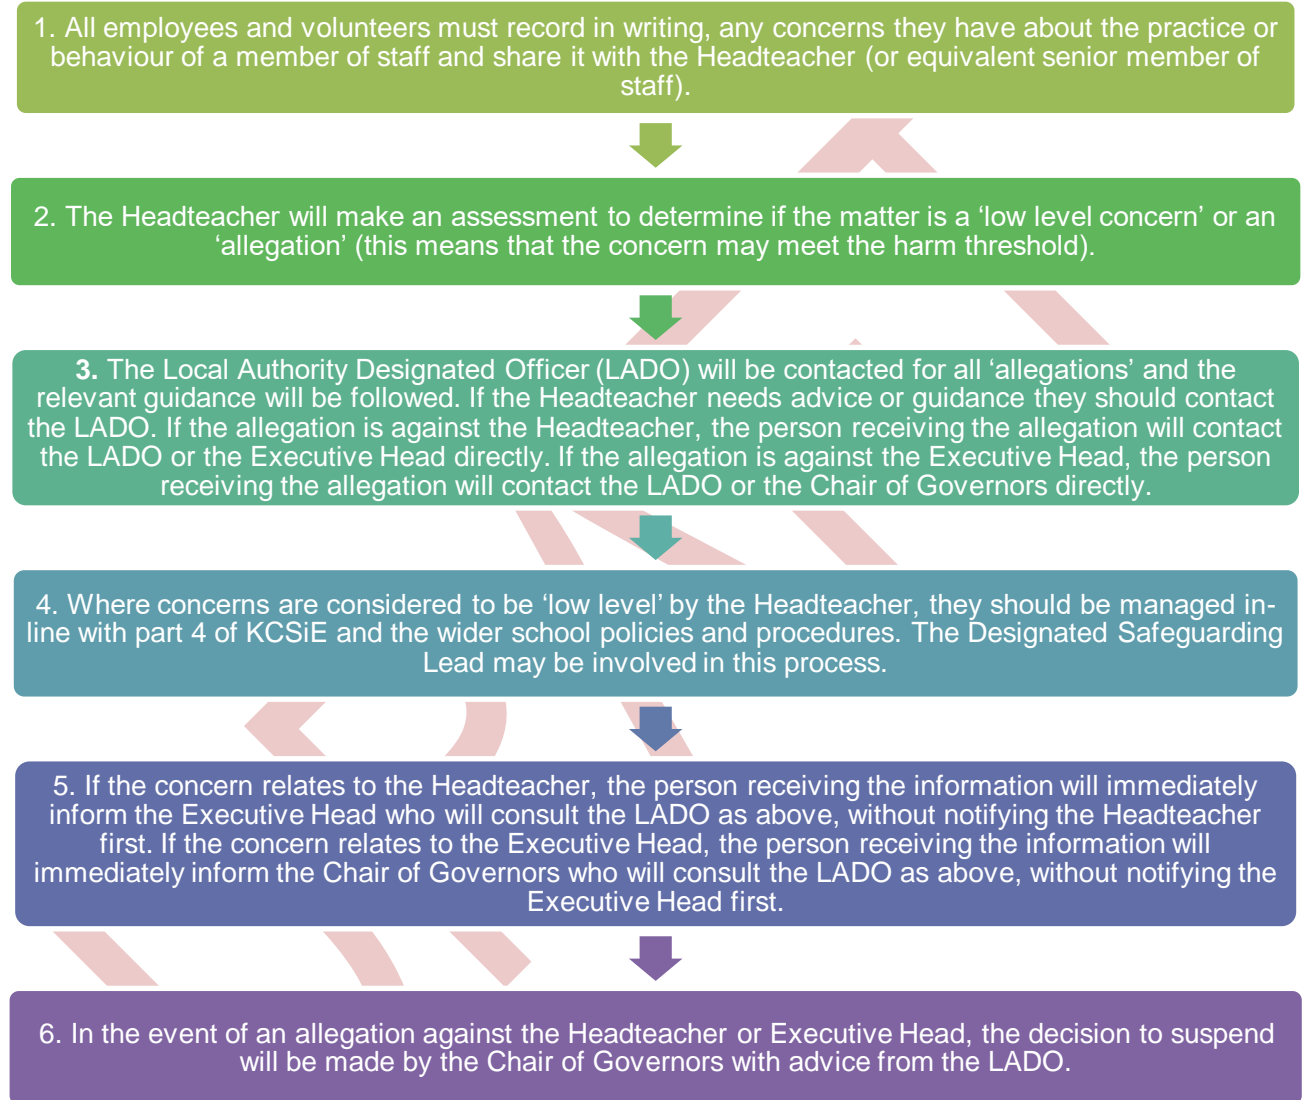 1. All employees and volunteers must record in writing, any concerns they have about the practice or
behaviour of a member of staff and share it with the Headteacher (or equivalent senior member of
staff).
2. The Headteacher will make an assessment to determine if the matter is a ‘low level concern’ or an
‘allegation’ (this means that the concern may meet the harm threshold).
3. The Local Authority Designated Officer (LADO) will be contacted for all ‘allegations’ and the
relevant guidance will be followed. If the Headteacher needs advice or guidance they should contact
the LADO. If the allegation is against the Headteacher, the person receiving the allegation will contact
the LADO or the Executive Head directly. If the allegation is against the Executive Head, the person
receiving the allegation will contact the LADO or the Chair of Governors directly.
4. Where concerns are considered to be ‘low level’ by the Headteacher, they should be managed in-
line with part 4 of KCSiE and the wider school policies and procedures. The Designated Safeguarding
Lead may be involved in this process.
5. If the concern relates to the Headteacher, the person receiving the information will immediately
inform the Executive Head who will consult the LADO as above, without notifying the Headteacher
first. If the concern relates to the Executive Head, the person receiving the information will
immediately inform the Chair of Governors who will consult the LADO as above, without notifying the
Executive Head first.
6. In the event of an allegation against the Headteacher or Executive Head, the decision to suspend
will be made by the Chair of Governors with advice from the LADO.